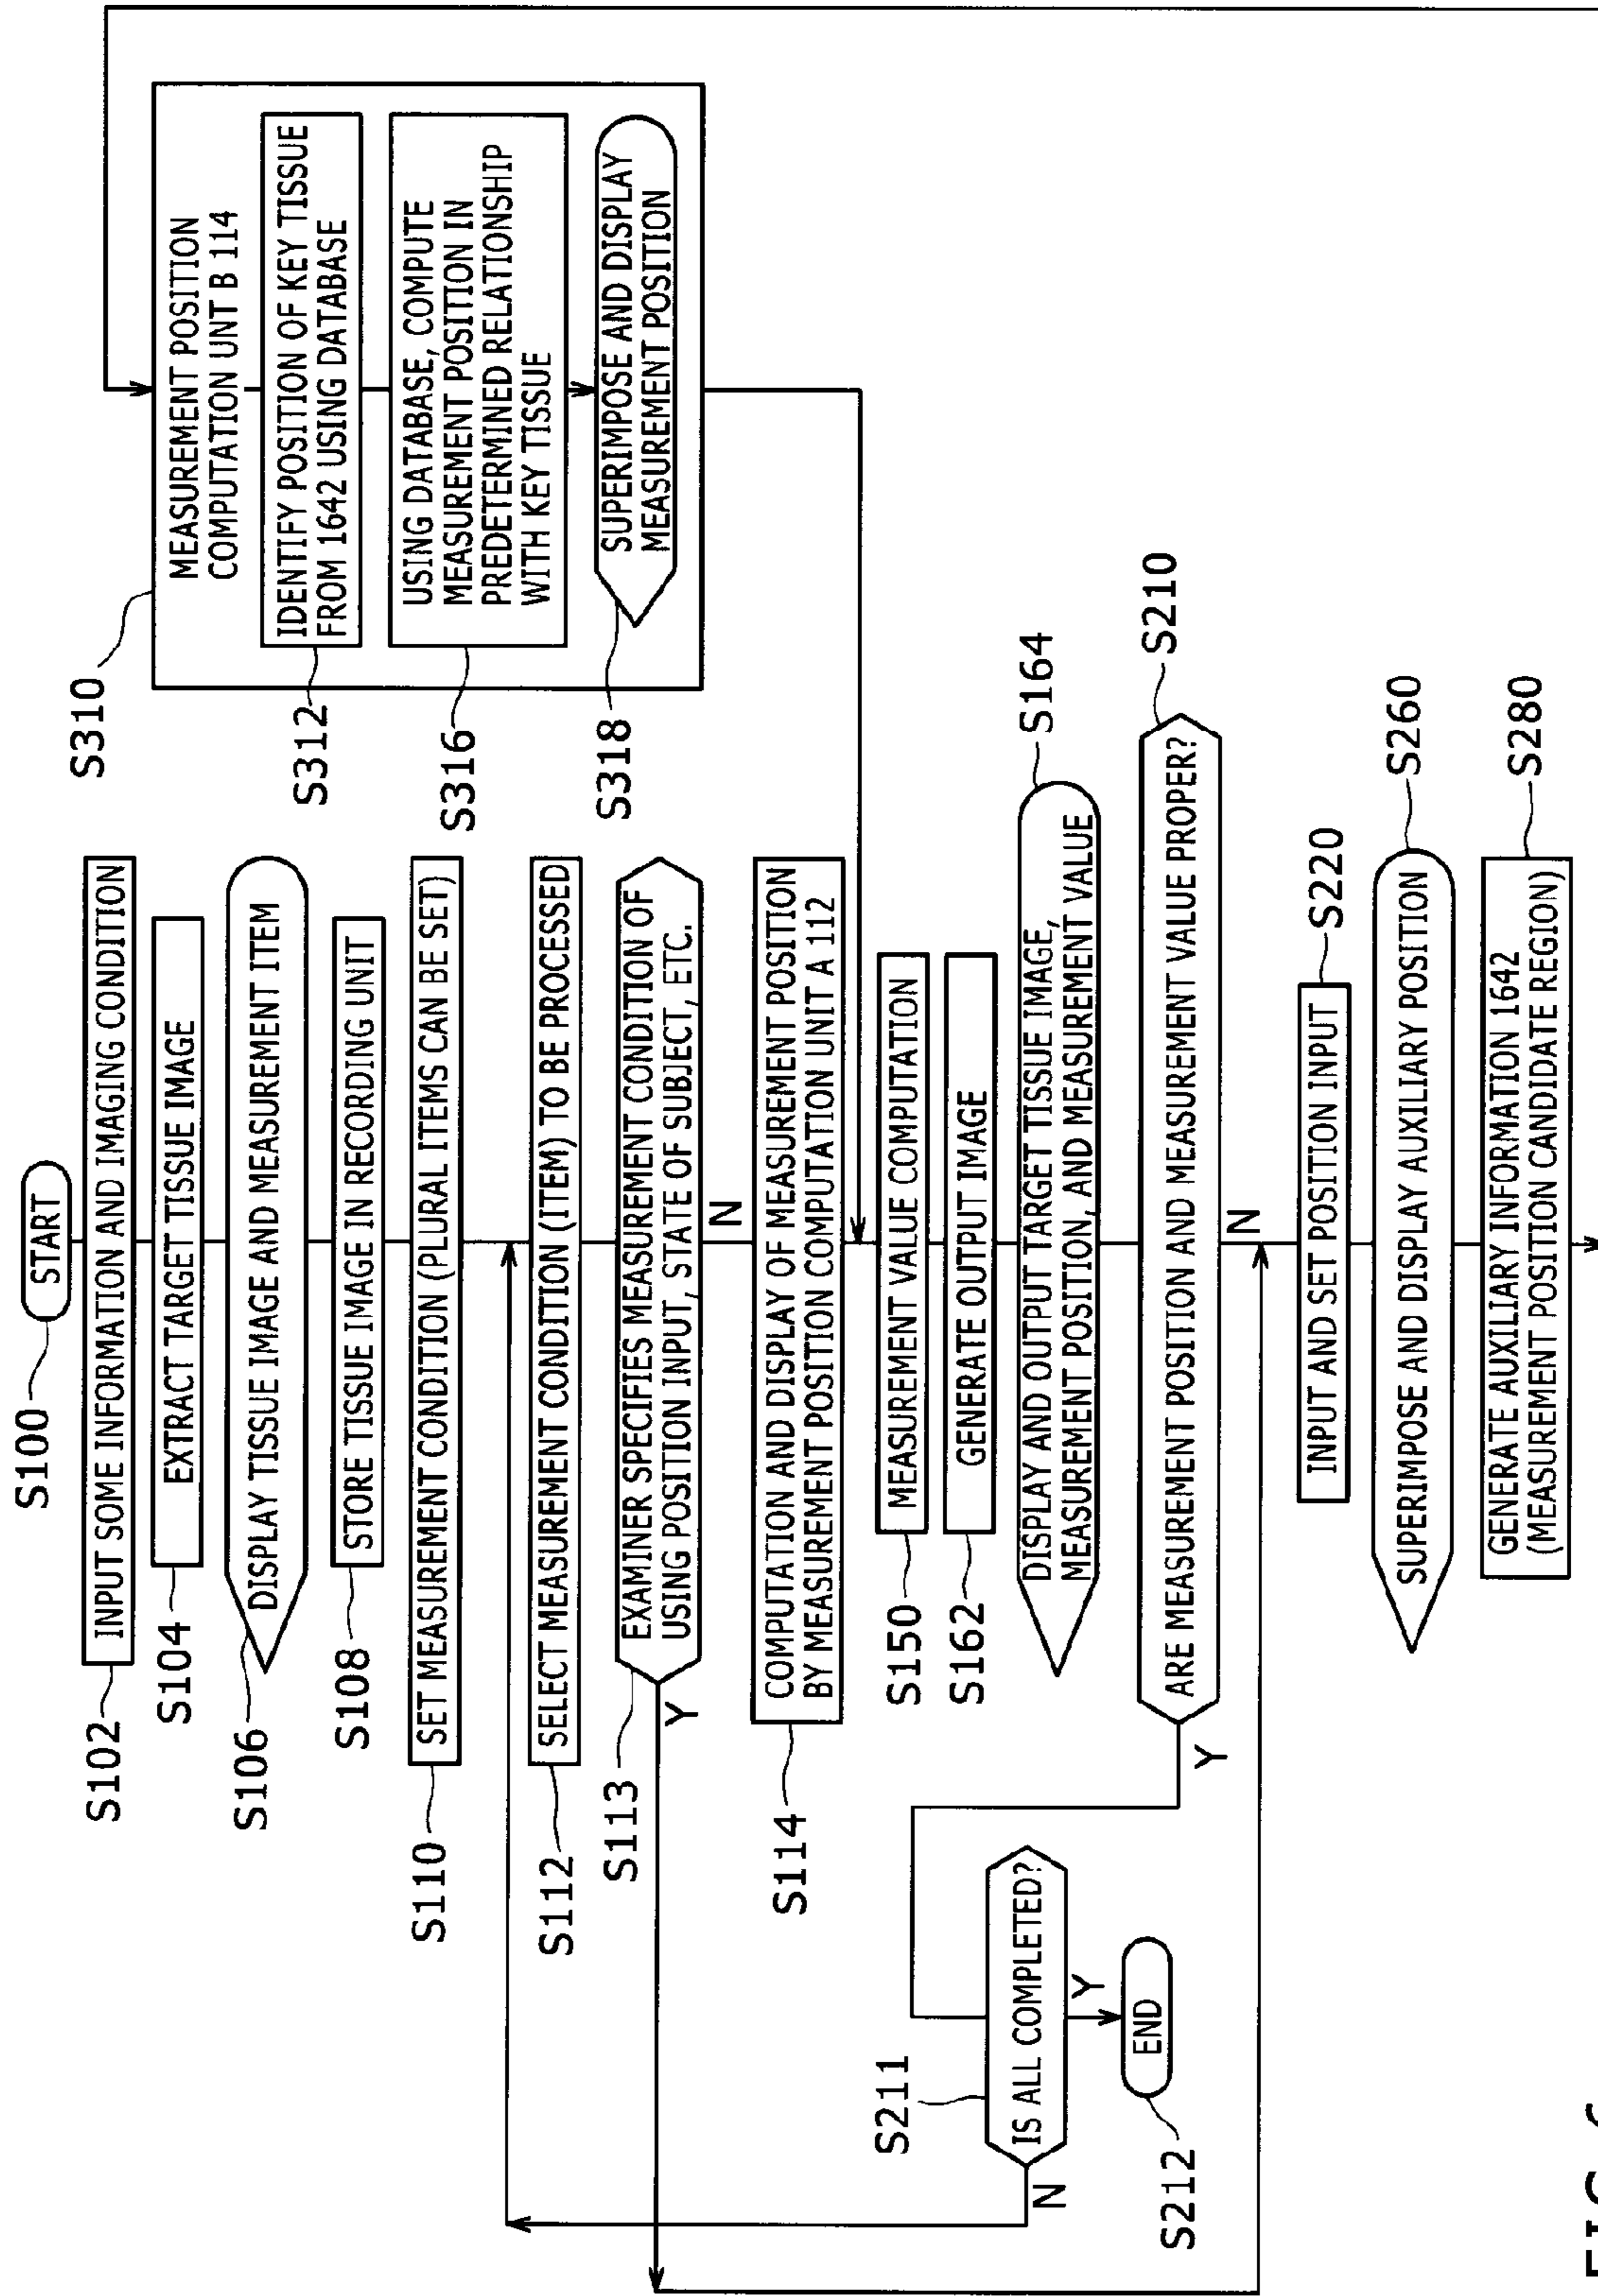 S100
START
S102
INPUT SOME INFORMATION AND IMAGING CONDITION
S104
EXTRACT TARGET TISSUE IMAGE
S106
DISPLAY TISSUE IMAGE AND MEASUREMENT ITEM
S108
STORE TISSUE IMAGE IN RECORDING UNIT
S110
SET MEASUREMENT CONDITION (PLURAL ITEMS CAN BE SET)
S112
SELECT MEASUREMENT CONDITION (ITEM) TO BE PROCESSED
S113
EXAMINER SPECIFIES MEASUREMENT CONDITION OF
USING POSITION INPUT, STATE OF SUBJECT, ETC.
Y
N
S114
COMPUTATION AND DISPLAY OF MEASUREMENT POSITION
BY MEASUREMENT POSITION COMPUTATION UNIT A 112
S150
MEASUREMENT VALUE COMPUTATION
S162
GENERATE OUTPUT IMAGE
S164
DISPLAY AND OUTPUT TARGET TISSUE IMAGE,
MEASUREMENT POSITION, AND MEASUREMENT VALUE
S210
ARE MEASUREMENT POSITION AND MEASUREMENT VALUE PROPER?
Y
N
S211
IS ALL COMPLETED?
N
Y
S212
END
S220
INPUT AND SET POSITION INPUT
S260
SUPERIMPOSE AND DISPLAY AUXILIARY POSITION
S280
GENERATE AUXILIARY INFORMATION 1642
(MEASUREMENT POSITION CANDIDATE REGION)
S310
MEASUREMENT POSITION
COMPUTATION UNT B 114
S312
IDENTIFY POSITION OF KEY TISSUE
FROM 1642 USING DATABASE
S316
USING DATABASE, COMPUTE
MEASUREMENT POSITION IN
PREDETERMINED RELATIONSHIP
WITH KEY TISSUE
S318
SUPERIMPOSE AND DISPLAY
MEASUREMENT POSITION